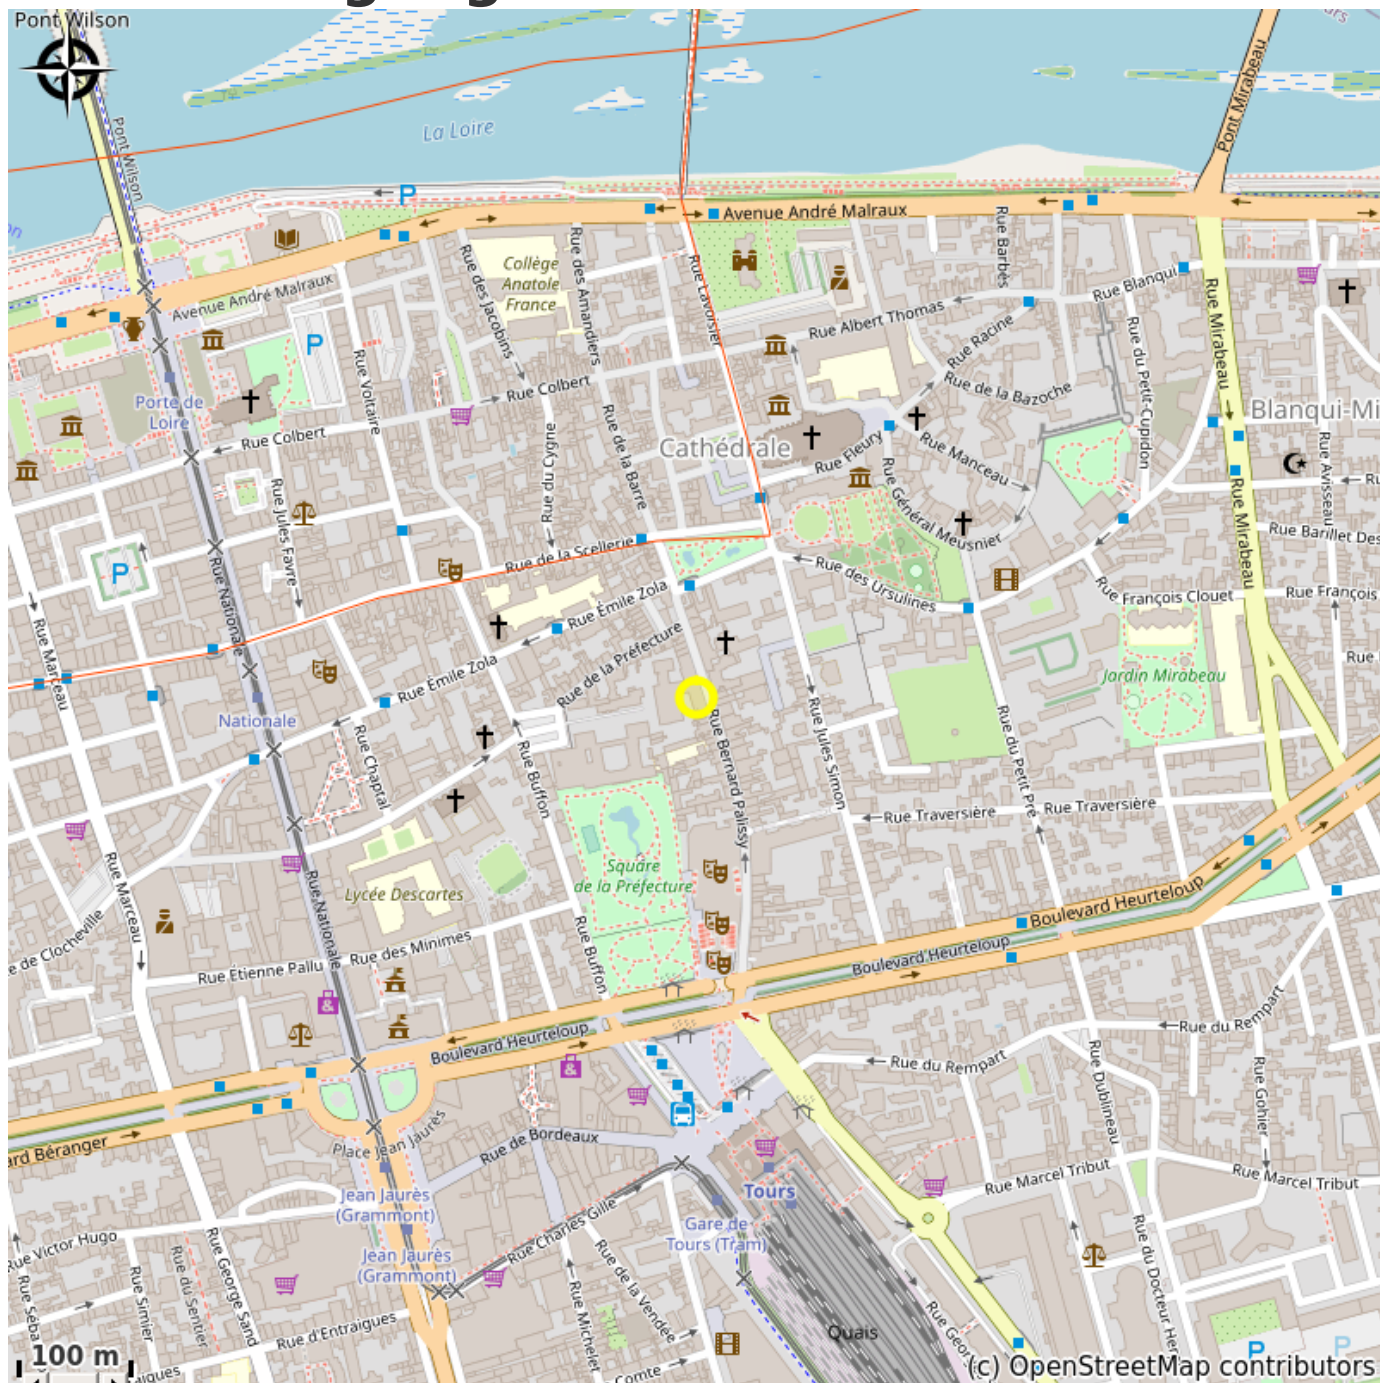 Pont Wilson
Pont Wilson
La Loire
Pont Mirabeau
P
Avenue André Malraux
Rue Barbès
Rue Blanqui
Rue Mirabeau
Collège
Anatole
France
Rue des Jacobins
Rue des Amandiers
Rue Lavoisier
Avenue André Malraux
Rue Albert Thomas
Rue Racine
Rue du Petit-Cupidon
P
Rue Voltaire
Rue de la Bazoche
Porte de
Loire
Rue Colbert
Rue Colbert
Cathédrale
Blanqui-Mi
Rue du Cygne
Rue de la Barre
Rue Fleury
Rue Manceau
Rue Avisseau
Rue Jules Favre
Rue Général Meusnier
Rue Mirabeau
Rue Barillet Des
Rue de la Scellerie
P
Rue Nationale
Rue des Ursulines
Rue François Clouet
Rue François
Rue Marceau
Rue Émile Zola
Rue Émile Zola
Rue de la Préfecture
Jardin Mirabeau
Nationale
Rue Chaptal
Rue Buffon
Rue Bernard Palissy
Rue Jules Simon
Rue du Petit Pré
Rue Traversière
Rue Traversière
Square
de la Préfecture
Lycée Descartes
Rue Marceau
Rue Nationale
e de Clocheville
Rue des Minimes
Rue Étienne Pallu
Rue Buffon
Boulevard Heurteloup
Boulevard Heurteloup
Boulevard Heurteloup
Rue du Rempart
Rue du Rempart
Rue Dublineau
Rue Gohier
ard Béranger
Place Jean Jaurès
Rue de Bordeaux
Rue Marcel Tribut
Rue Marcel Tribut
Tours
Jean Jaurès
(Grammont)
Gare de
Tours (Tram)
Rue Charles Gille
Rue Victor Hugo
Jean Jaurès
(Grammont)
Rue de la Vendée
Rue Michelet
Rue George Sand
Rue du Sentier
Rue Simier
Rue Séba
Rue d'Entraigues
Rue du Docteur Her
Quais
Rue Georg
P
P
100 m
aigues
Comte
(c) OpenStreetMap contributors